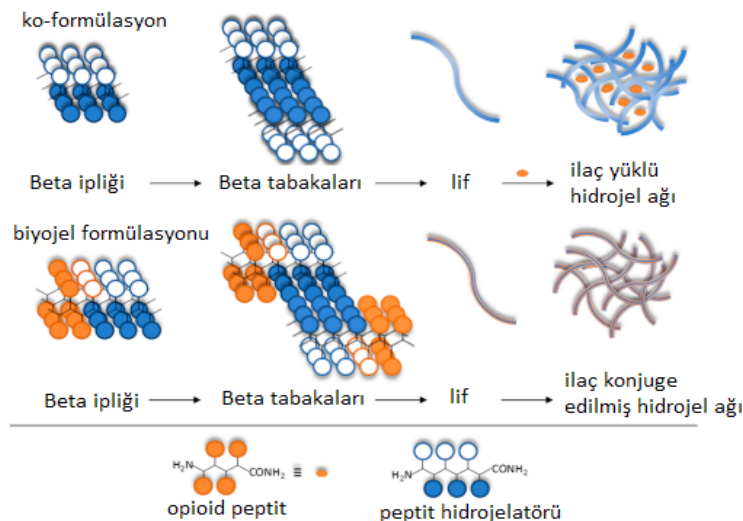 ko-formülasyon
Beta ipliği
Beta tabakaları
lif
ilaç yüklü
hidrojel ağı
biyojel formülasyonu
Beta ipliği
Beta tabakaları
lif
ilaç konjuge
edilmiş hidrojel ağı
H₂N
CONH₂
≡
opioid peptit
H₂N
CONH₂
peptit hidrojelatörü